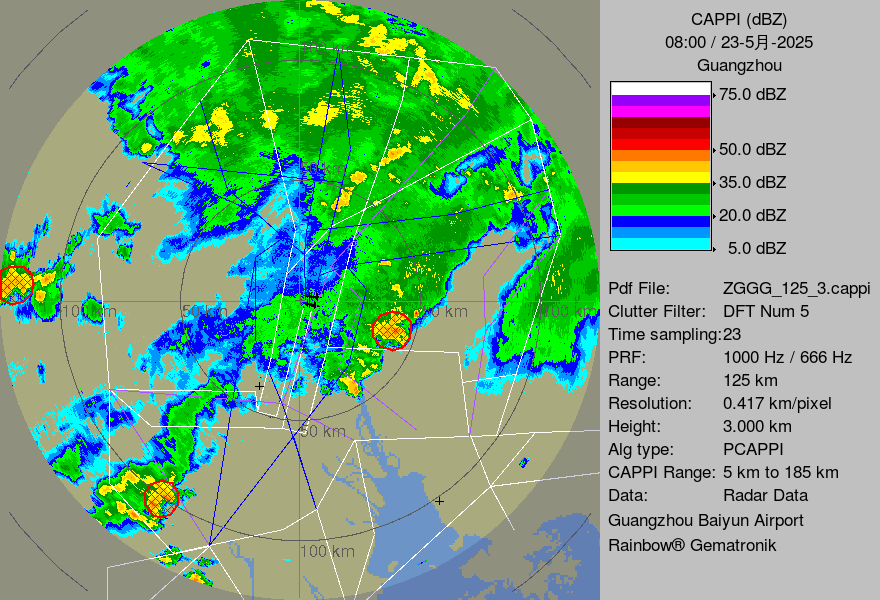 CAPPI (dBZ)
08:00 / 23-5月-2025
Guangzhou
75.0 dBZ
50.0 dBZ
35.0 dBZ
20.0 dBZ
5.0 dBZ
Pdf File: ZGGG_125_3.cappi
Clutter Filter: DFT Num 5
Time sampling:23
PRF: 1000 Hz / 666 Hz
Range: 125 km
Resolution: 0.417 km/pixel
Height: 3.000 km
Alg type: PCAPPI
CAPPI Range: 5 km to 185 km
Data: Radar Data
Guangzhou Baiyun Airport
Rainbow® Gematronik
100 km
50 km
50 km
100 km
50 km
100 km